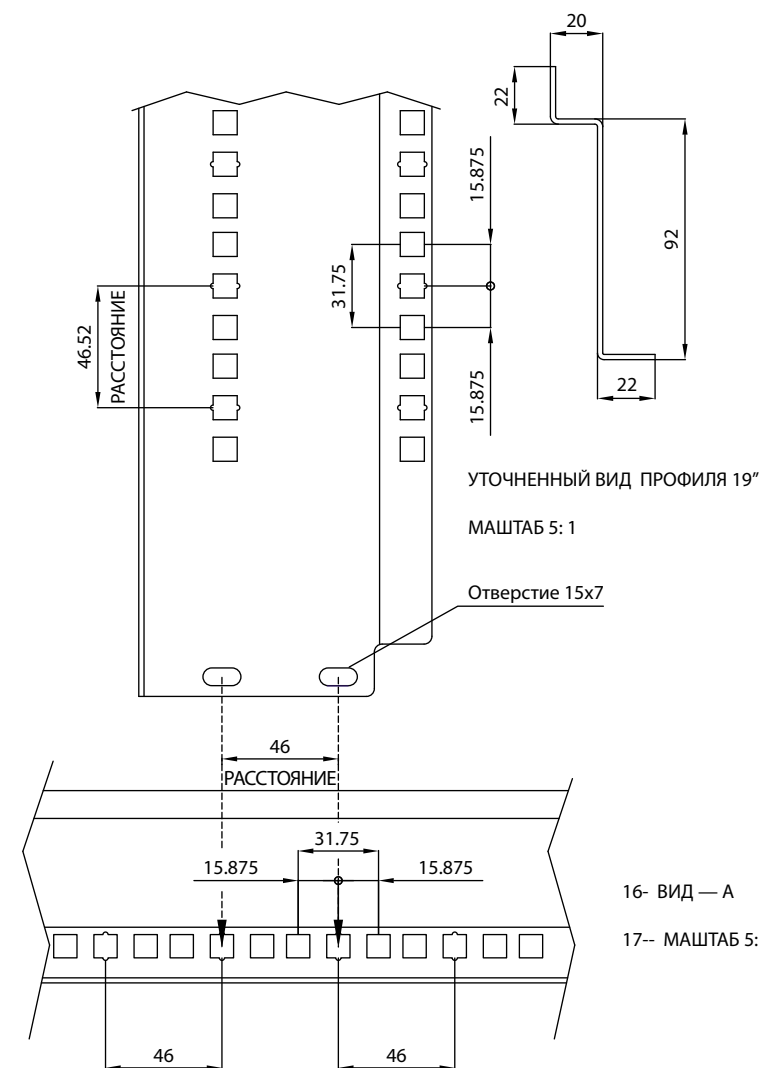 20
22
15.875
31.75
92
46.52
РАССТОЯНИЕ
15.875
22
УТОЧНЕННЫЙ ВИД ПРОФИЛЯ 19”
МАШТАБ 5: 1
Отверстие 15x7
46
РАССТОЯНИЕ
31.75
15.875
15.875
16- ВИД — А
17-- МАШТАБ 5:
46
46